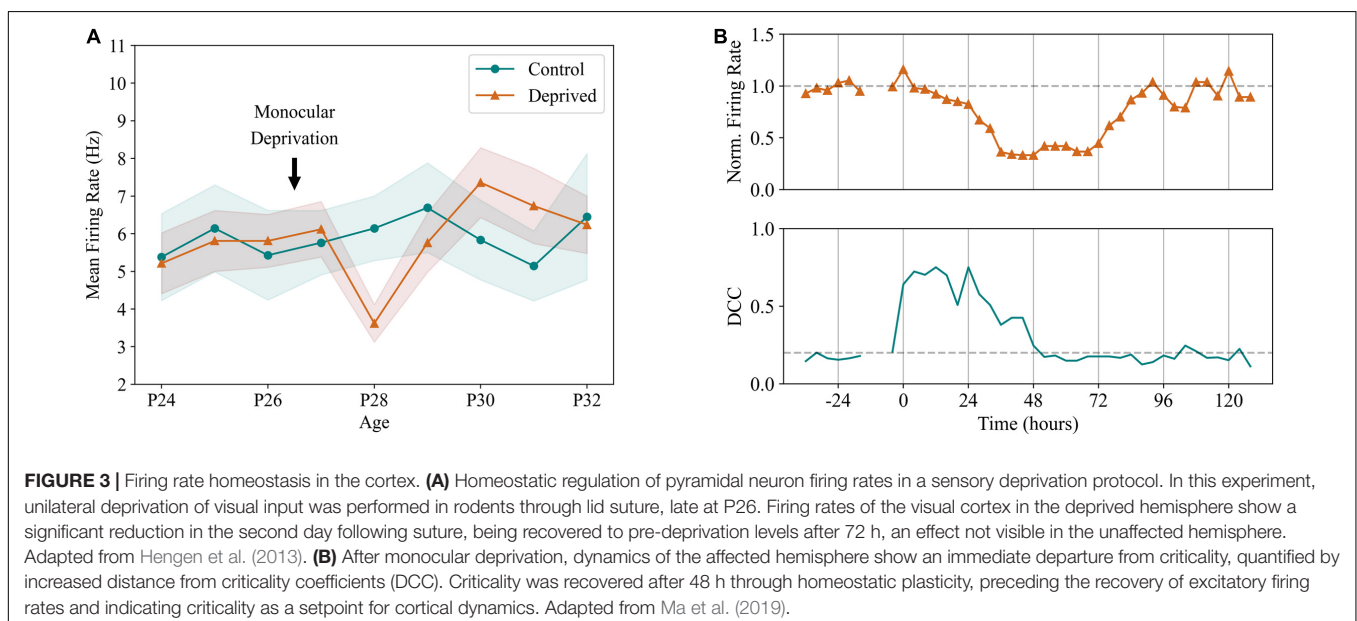 A
11
10
9
8
7
6
5
4
3
2
Mean Firing Rate (Hz)
Control
Deprived
Monocular
Deprivation
P24
P26
P28
P30
P32
Age
B
1.5
1.0
0.5
0.0
Norm. Firing Rate
1.0
0.5
0.0
DCC
-24
0
24
48
72
96
120
Time (hours)
FIGURE 3 | Firing rate homeostasis in the cortex. (A) Homeostatic regulation of pyramidal neuron firing rates in a sensory deprivation protocol. In this experiment,
unilateral deprivation of visual input was performed in rodents through lid suture, late at P26. Firing rates of the visual cortex in the deprived hemisphere show a
significant reduction in the second day following suture, being recovered to pre-deprivation levels after 72 h, an effect not visible in the unaffected hemisphere.
Adapted from Hengen et al. (2013). (B) After monocular deprivation, dynamics of the affected hemisphere show an immediate departure from criticality, quantified by
increased distance from criticality coefficients (DCC). Criticality was recovered after 48 h through homeostatic plasticity, preceding the recovery of excitatory firing
rates and indicating criticality as a setpoint for cortical dynamics. Adapted from Ma et al. (2019).